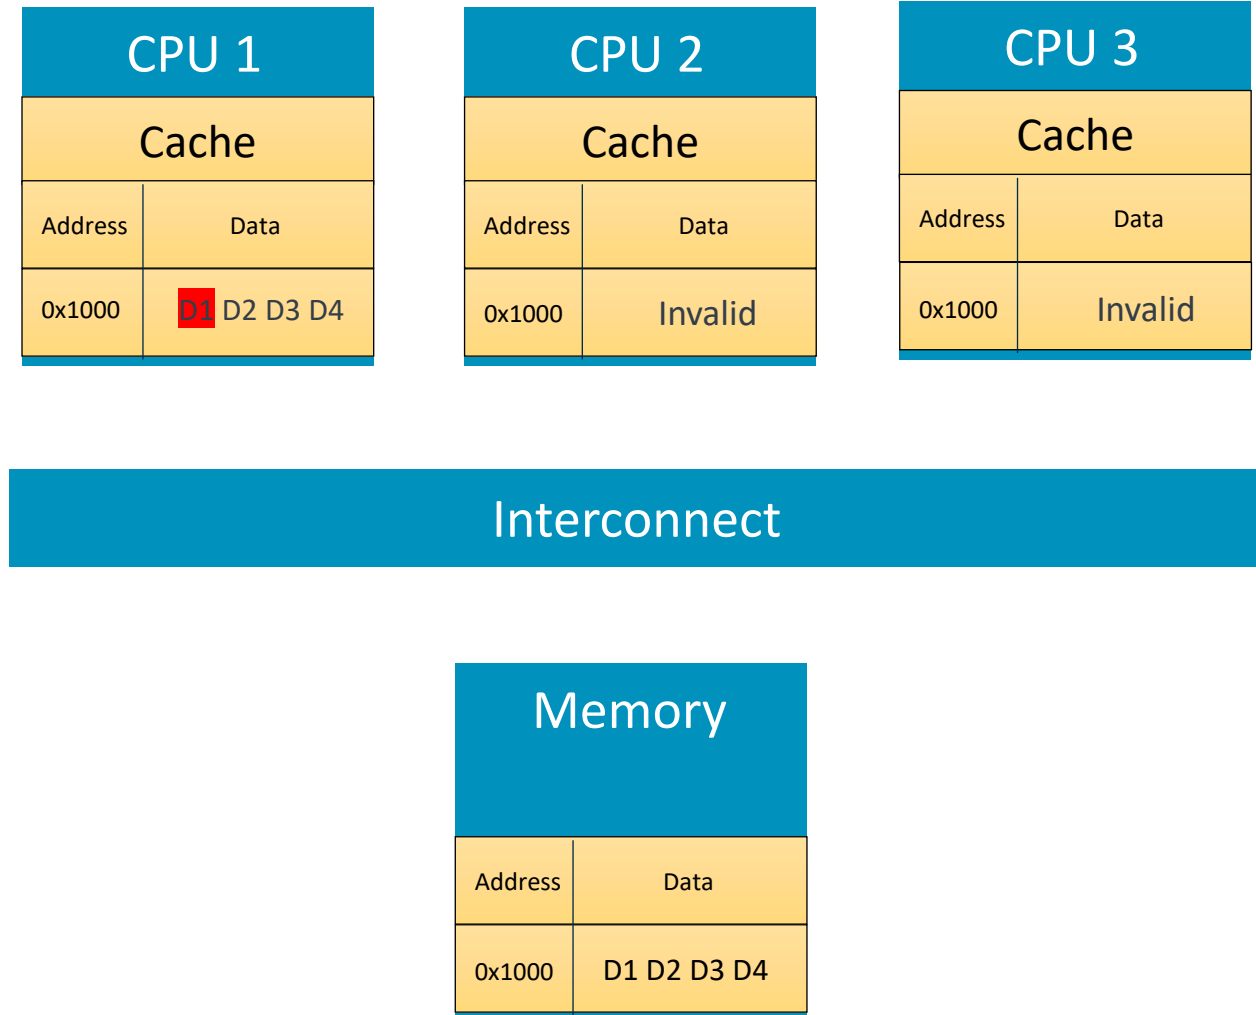 CPU 1
Cache
Address Data
0x1000 D1 D2 D3 D4
CPU 2
Cache
Address Data
0x1000 Invalid
CPU 3
Cache
Address Data
0x1000 Invalid
Interconnect
Memory
Address Data
0x1000 D1 D2 D3 D4